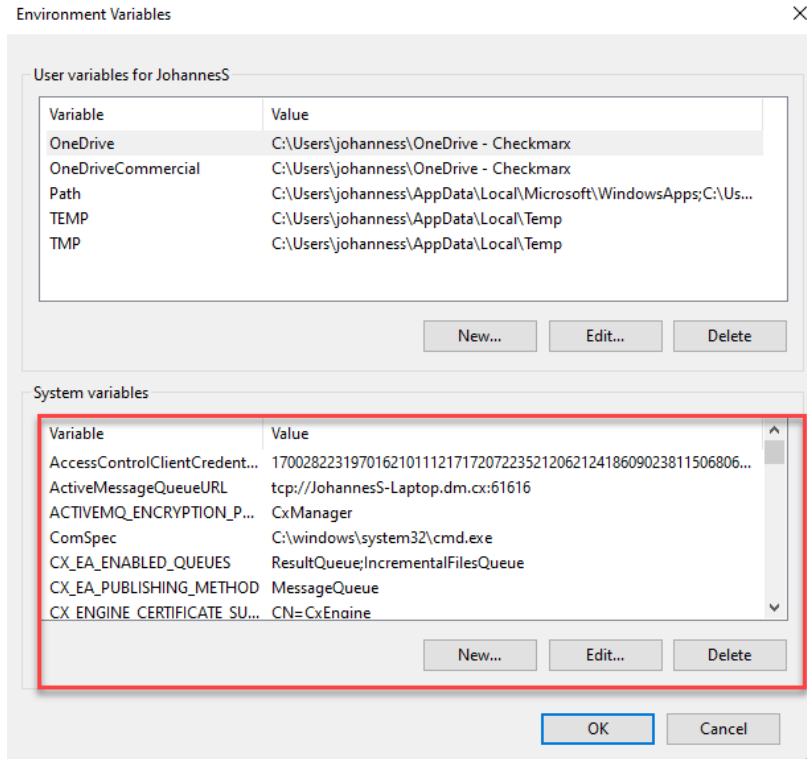 Environment Variables
User variables for JohannesS
Variable Value
OneDrive C:\Users\johanness\OneDrive - Checkmarx
OneDriveCommercial C:\Users\johanness\OneDrive - Checkmarx
Path C:\Users\johanness\AppData\Local\Microsoft\WindowsApps;C:\Us...
TEMP C:\Users\johanness\AppData\Local\Temp
TMP C:\Users\johanness\AppData\Local\Temp
New... Edit... Delete
System variables
Variable Value
AccessControlClientCredent... 17002822319701621011121717207223521206212418609023811506806...
ActiveMessageQueueURL tcp://JohannesS-Laptop.dm.cx:61616
ACTIVEMQ_ENCRYPTION_P... CxManager
ComSpec C:\windows\system32\cmd.exe
CX_EA_ENABLED_QUEUES ResultQueue;IncrementalFilesQueue
CX_EA_PUBLISHING_METHOD MessageQueue
CX_ENGINE_CERTIFICATE_SU... CN=CxEngine
New... Edit... Delete
OK Cancel